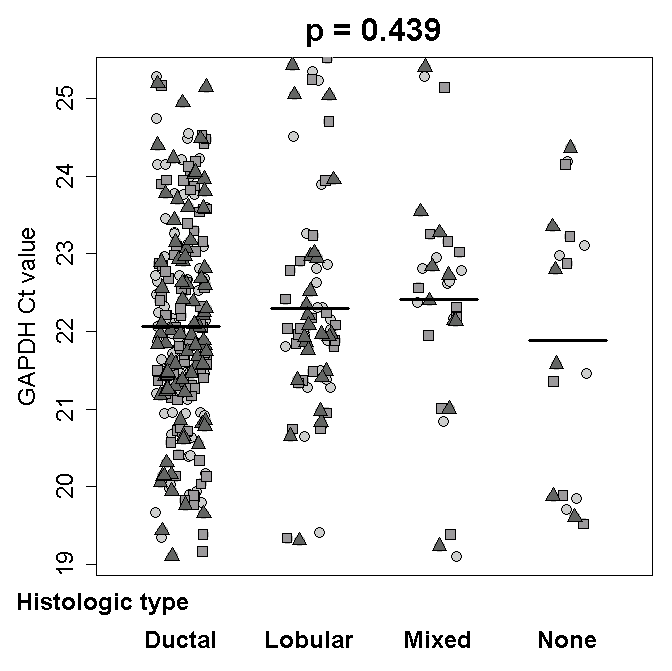 p = 0.439
GAPDH Ct value
25
24
23
22
21
20
19
Histologic type
Ductal Lobular Mixed None